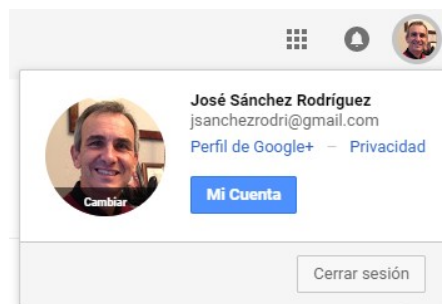 José Sánchez Rodríguez
jsanchezrodri@gmail.com
Perfil de Google+ – Privacidad
Cambiar
Mi Cuenta
Cerrar sesión